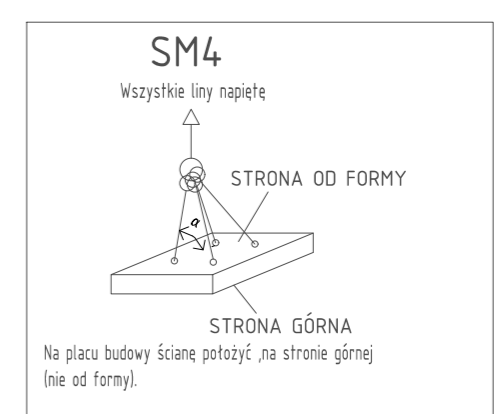 SM4
Wszystkie liny napiętę
STRONA OD FORMY
a
STRONA GÓRNA
Na placu budowy ścianę położyć ,na stronie górnej
(nie od formy).